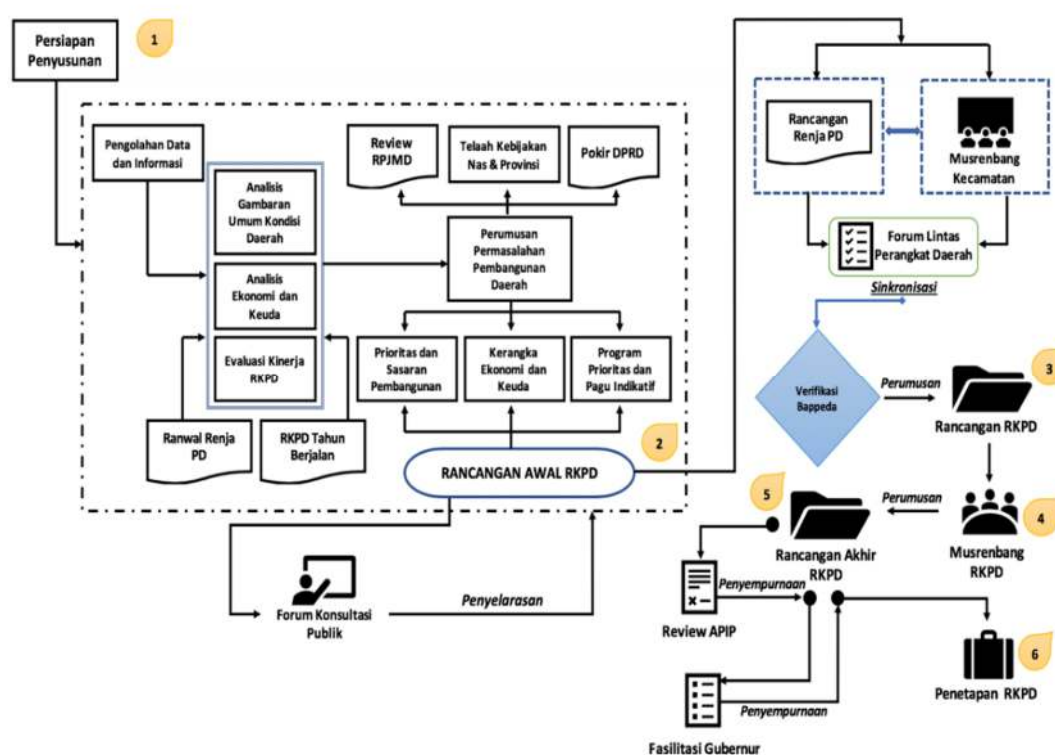 Persiapan
Penyusunan
1
Pengolahan Data
dan Informasi
Analisis
Gambaran
Umum Kondisi
Daerah
Analisis
Ekonomi dan
Keuda
Evaluasi Kinerja
RKPD
Ranwal Renja
PD
RKPD Tahun
Berjalan
Review
RPJMD
Telaah Kebijakan
Nas & Provinsi
Pokir DPRD
Perumusan
Permasalahan
Pembangunan
Daerah
Prioritas dan
Sasaran
Pembangunan
Kerangka
Ekonomi dan
Keuda
Program
Prioritas dan
Pagu Indikatif
2
RANCANGAN AWAL RKPD
Forum Konsultasi
Publik
Penyelarasan
Rancangan
Renja PD
Musrenbang
Kecamatan
Forum Lintas
Perangkat Daerah
Sinkronisasi
Verifikasi
Bappeda
Perumusan
3
Rancangan RKPD
4
Musrenbang
RKPD
Perumusan
5
Rancangan Akhir
RKPD
Review APIP
Penyempurnaan
Fasilitasi Gubernur
Penyempurnaan
6
Penetapan RKPD